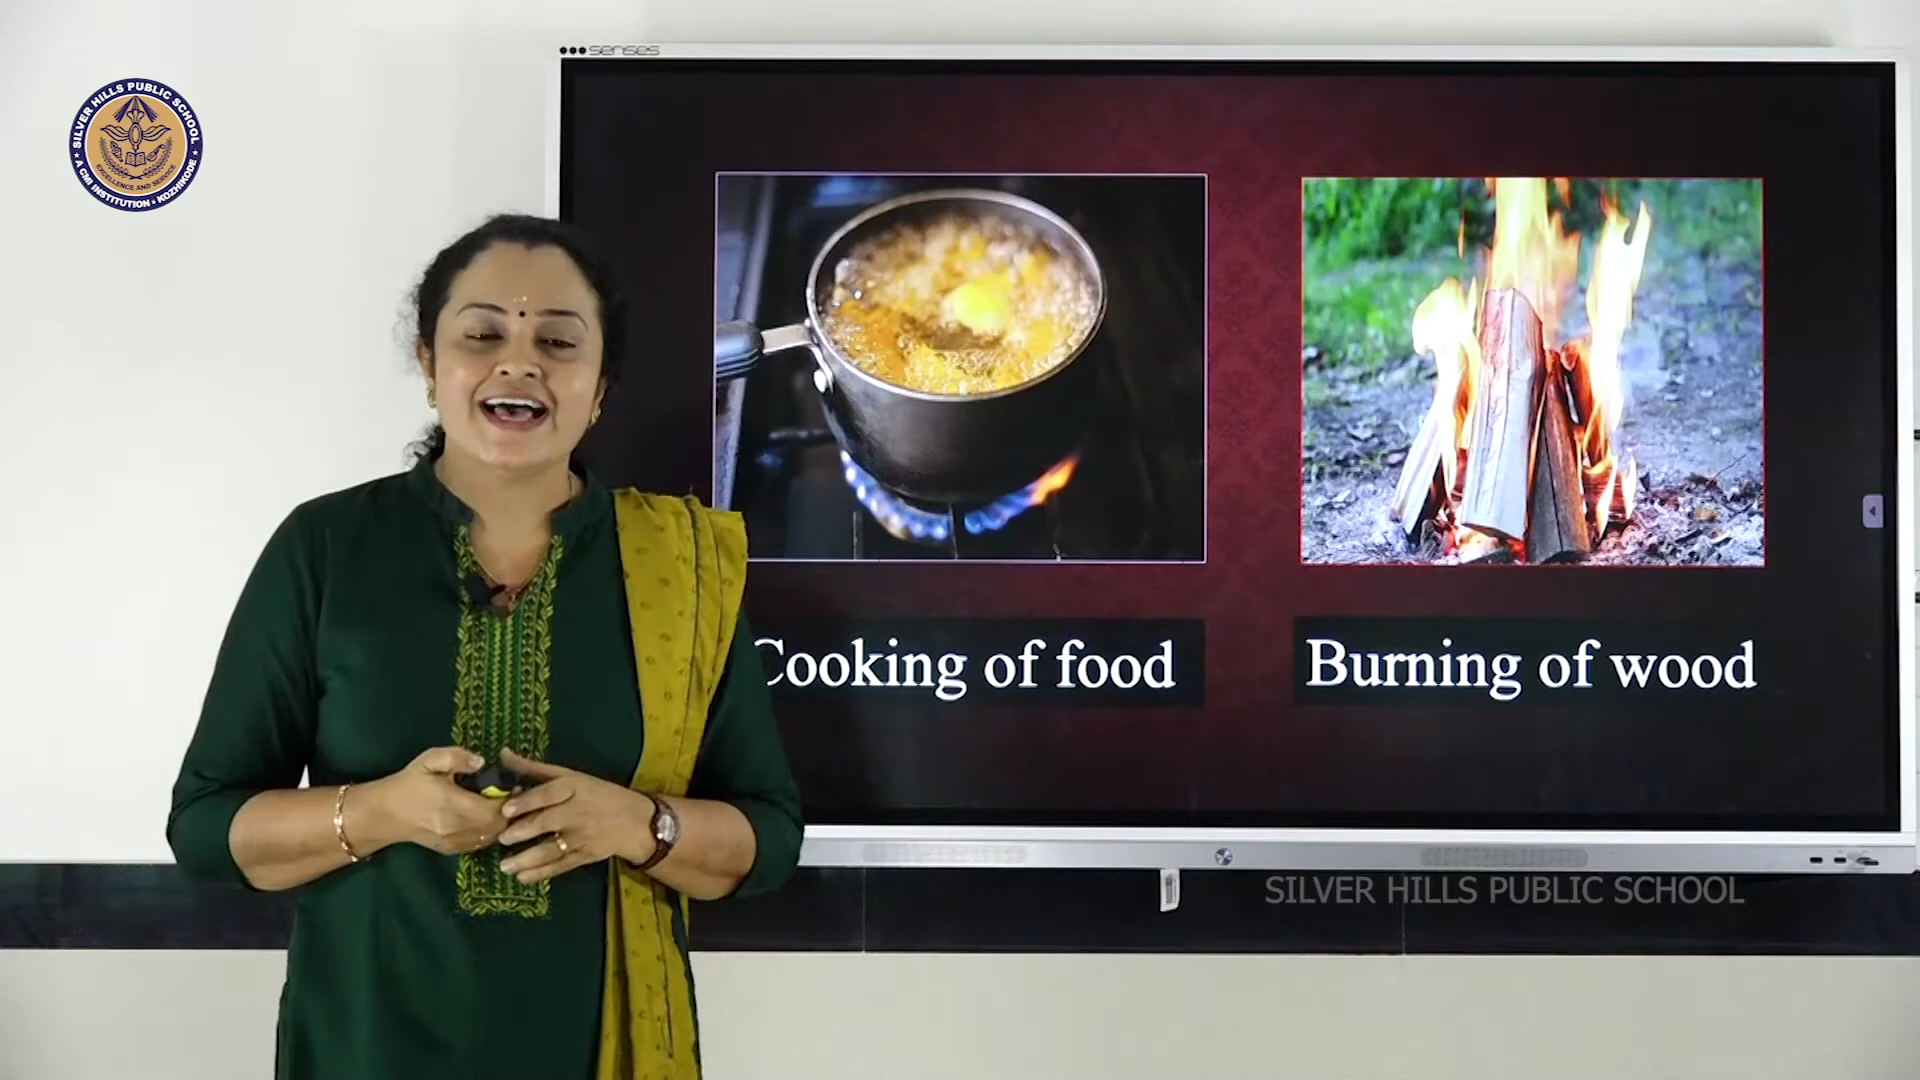 senses
SILVER HILLS PUBLIC SCHOOL
EXCELLENCE AND SERVICE
A CMI INSTITUTION • KOZHIKODE
Cooking of food
Burning of wood
SILVER HILLS PUBLIC SCHOOL